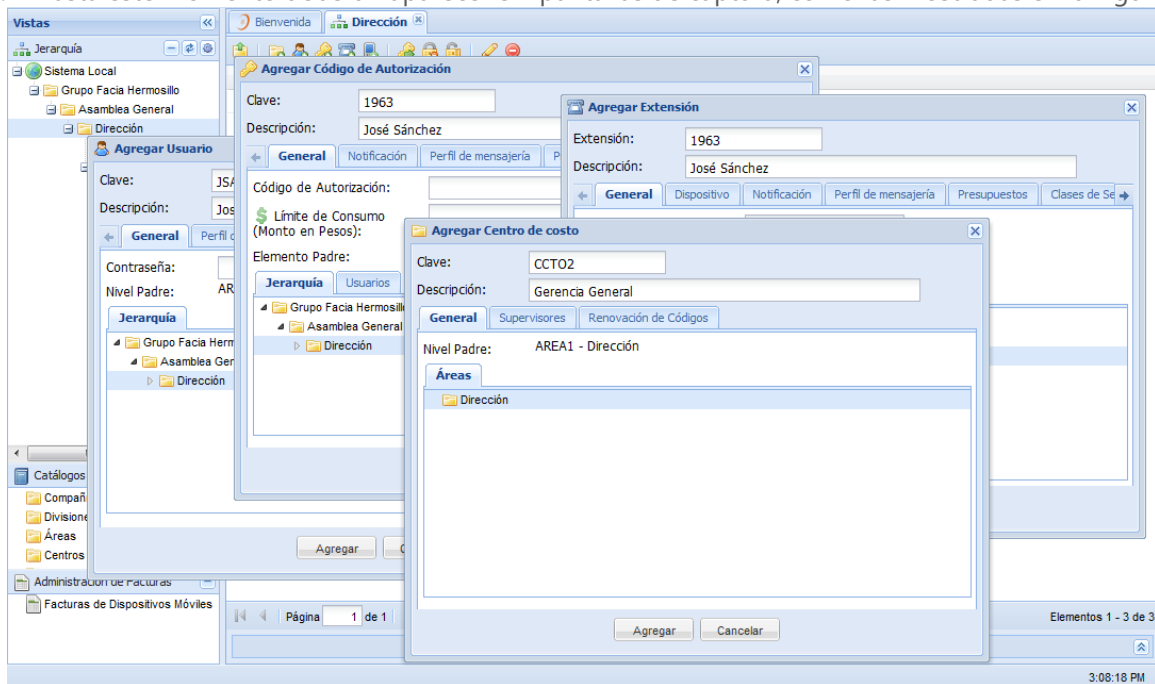 Vistas
Bienvenida
Dirección
Jerarquía
Sistema Local
Grupo Facia Hermosillo
Asamblea General
Dirección
Agregar Usuario
Clave:
Descripción:
General
Contraseña:
Nivel Padre:
Jerarquía
Grupo Facia Herm
Asamblea Gen
Dirección
Agregar
Agregar Código de Autorización
Clave: 1963
Descripción: José Sánchez
General Notificación Perfil de mensajería
Código de Autorización:
$ Límite de Consumo
(Monto en Pesos):
Elemento Padre:
Jerarquía Usuarios
Grupo Facia Hermosill
Asamblea General
Dirección
Agregar Extensión
Extensión: 1963
Descripción: José Sánchez
General Dispositivo Notificación Perfil de mensajería Presupuestos Clases de Se
Agregar Centro de costo
Clave: CCTO2
Descripción: Gerencia General
General Supervisores Renovación de Códigos
Nivel Padre: AREA1 - Dirección
Áreas
Dirección
Agregar Cancelar
Catálogos
Compañ
Divisione
Áreas
Centros
Administración de Facturas
Facturas de Dispositivos Móviles
Página 1 de 1
Elementos 1 - 3 de 3
3:08:18 PM